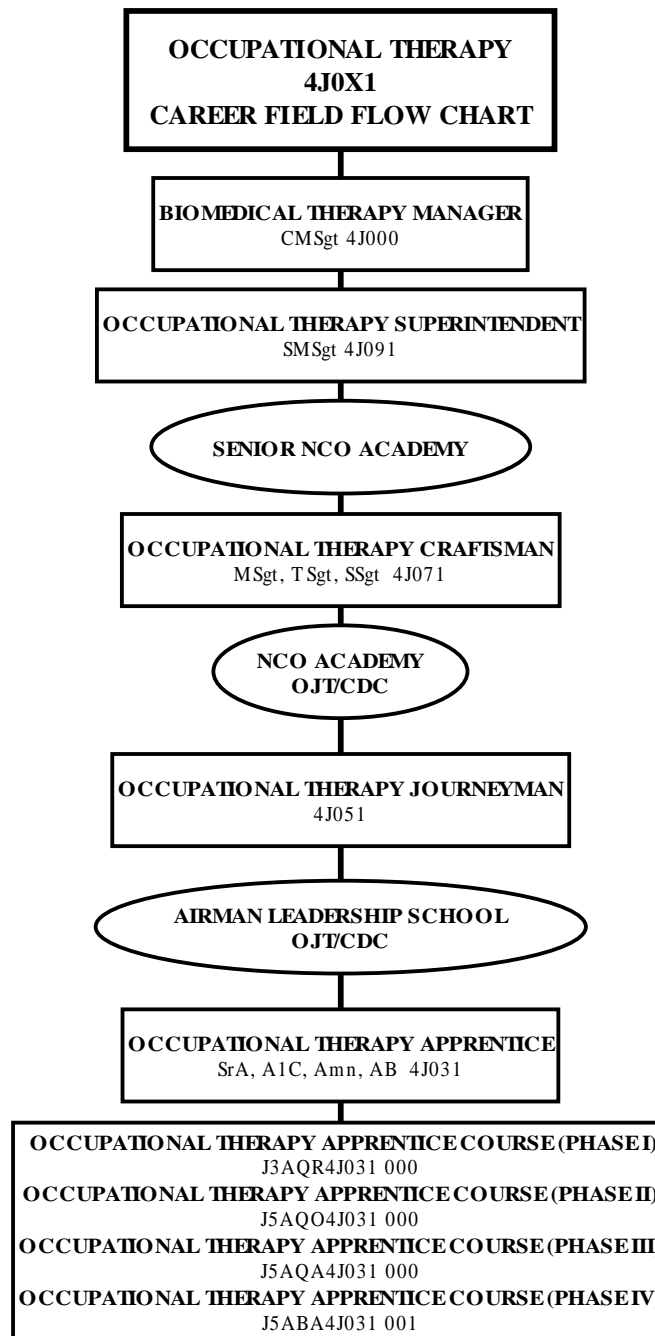 OCCUPATIONAL THERAPY
4J0X1
CAREER FIELD FLOW CHART
BIOMEDICAL THERAPY MANAGER
CMSgt 4J000
OCCUPATIONAL THERAPY SUPERINTENDENT
SMSgt 4J091
SENIOR NCO ACADEMY
OCCUPATIONAL THERAPY CRAFTSMAN
MSgt, TSgt, SSgt 4J071
NCO ACADEMY
OJT/CDC
OCCUPATIONAL THERAPY JOURNEYMAN
4J051
AIRMAN LEADERSHIP SCHOOL
OJT/CDC
OCCUPATIONAL THERAPY APPRENTICE
SrA, A1C, Amn, AB 4J031
OCCUPATIONAL THERAPY APPRENTICE COURSE (PHASE I)
J3AQR4J031 000
OCCUPATIONAL THERAPY APPRENTICE COURSE (PHASE II)
J5AQO4J031 000
OCCUPATIONAL THERAPY APPRENTICE COURSE (PHASE III
J5AQA4J031 000
OCCUPATIONAL THERAPY APPRENTICE COURSE (PHASE IV
J5ABA4J031 001